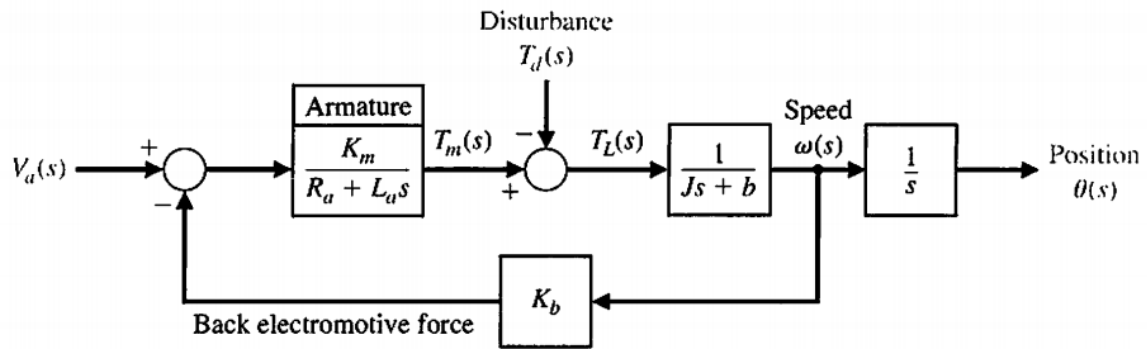 Disturbance
T_d(s)
Armature
Speed
V_a(s)
+
−
K_m
R_a + L_a s
T_m(s)
−
+
T_L(s)
1
Js + b
ω(s)
1
s
Position
θ(s)
K_b
Back electromotive force